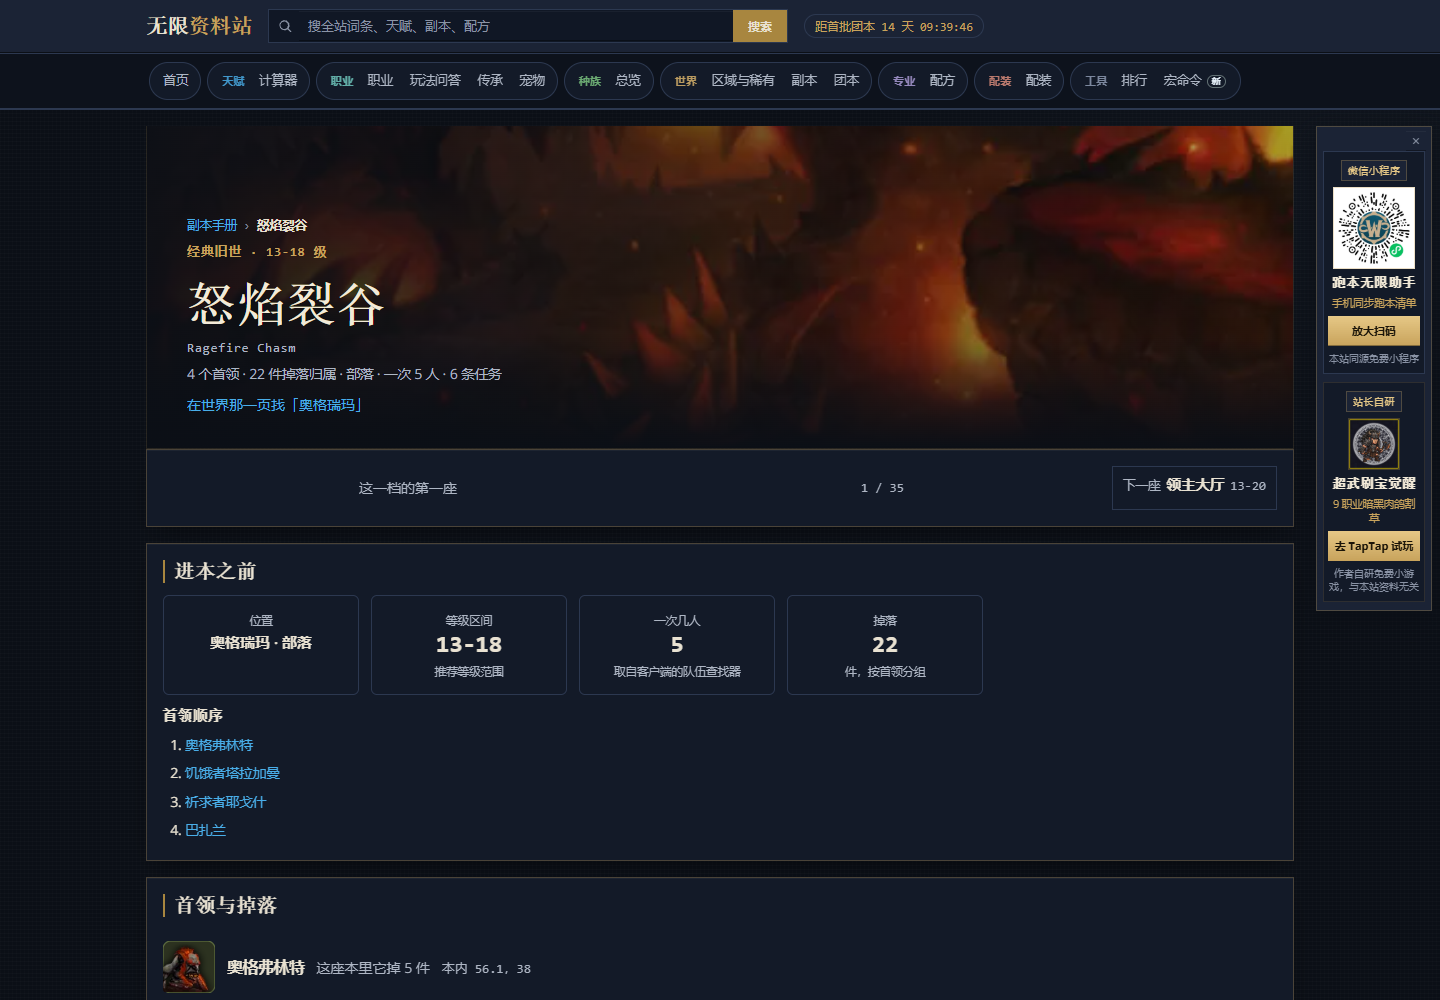 无限资料站
搜全站词条、天赋、副本、配方
搜索
距首批团本 14 天 09:39:46
首页
天赋 计算器
职业 职业 玩法问答 传承 宠物
种族 总览
世界 区域与稀有 副本 团本
专业 配方
配装 配装
工具 排行 宏命令 新
副本手册 › 怒焰裂谷
经典旧世 · 13-18 级
怒焰裂谷
Ragefire Chasm
4 个首领 · 22 件掉落归属 · 部落 · 一次 5 人 · 6 条任务
在世界那一页找「奥格瑞玛」
这一档的第一座
1 / 35
下一座 领主大厅 13-20
进本之前
位置
奥格瑞玛 · 部落
等级区间
13-18
推荐等级范围
一次几人
5
取自客户端的队伍查找器
掉落
22
件，按首领分组
首领顺序
1. 奥格弗林特
2. 饥饿者塔拉加曼
3. 祈求者耶戈什
4. 巴扎兰
首领与掉落
奥格弗林特 这座本里它掉 5 件 本内 56.1, 38
×
微信小程序
W
跑本无限助手
手机同步跑本清单
放大扫码
本站同源免费小程序
站长自研
超武刷宝觉醒
9 职业暗黑肉鸽割
草
去 TapTap 试玩
作者自研免费小游
戏，与本站资料无关